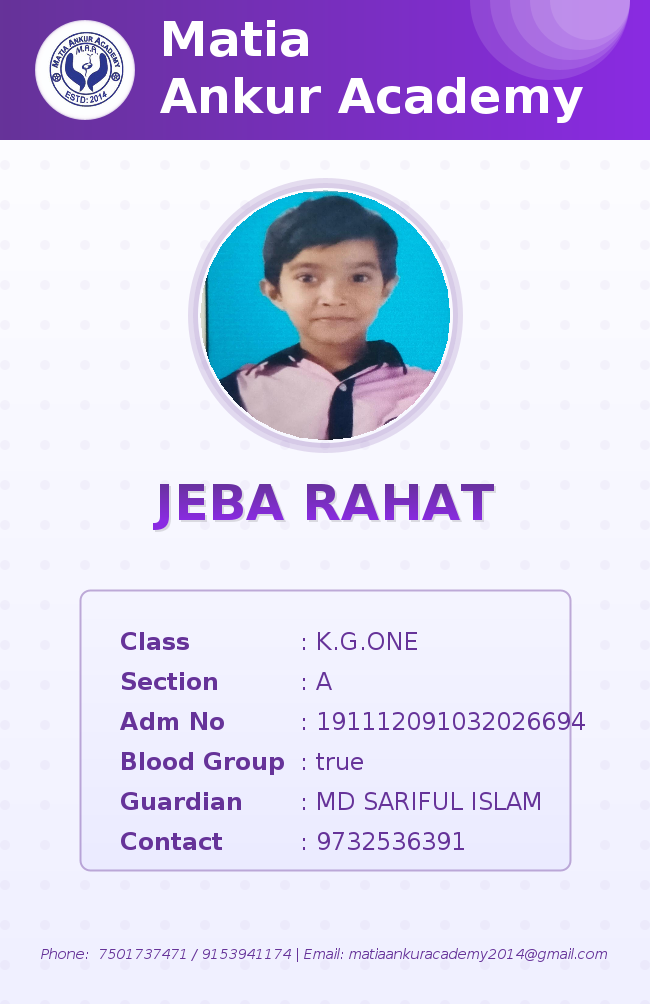 MATIA ANKUR ACADEMY
M.A.A.
ESTD: 2014
Matia
Ankur Academy
JEBA RAHAT
Class : K.G.ONE
Section : A
Adm No : 191112091032026694
Blood Group : true
Guardian : MD SARIFUL ISLAM
Contact : 9732536391
Phone: 7501737471 / 9153941174 | Email: matiaankuracademy2014@gmail.com